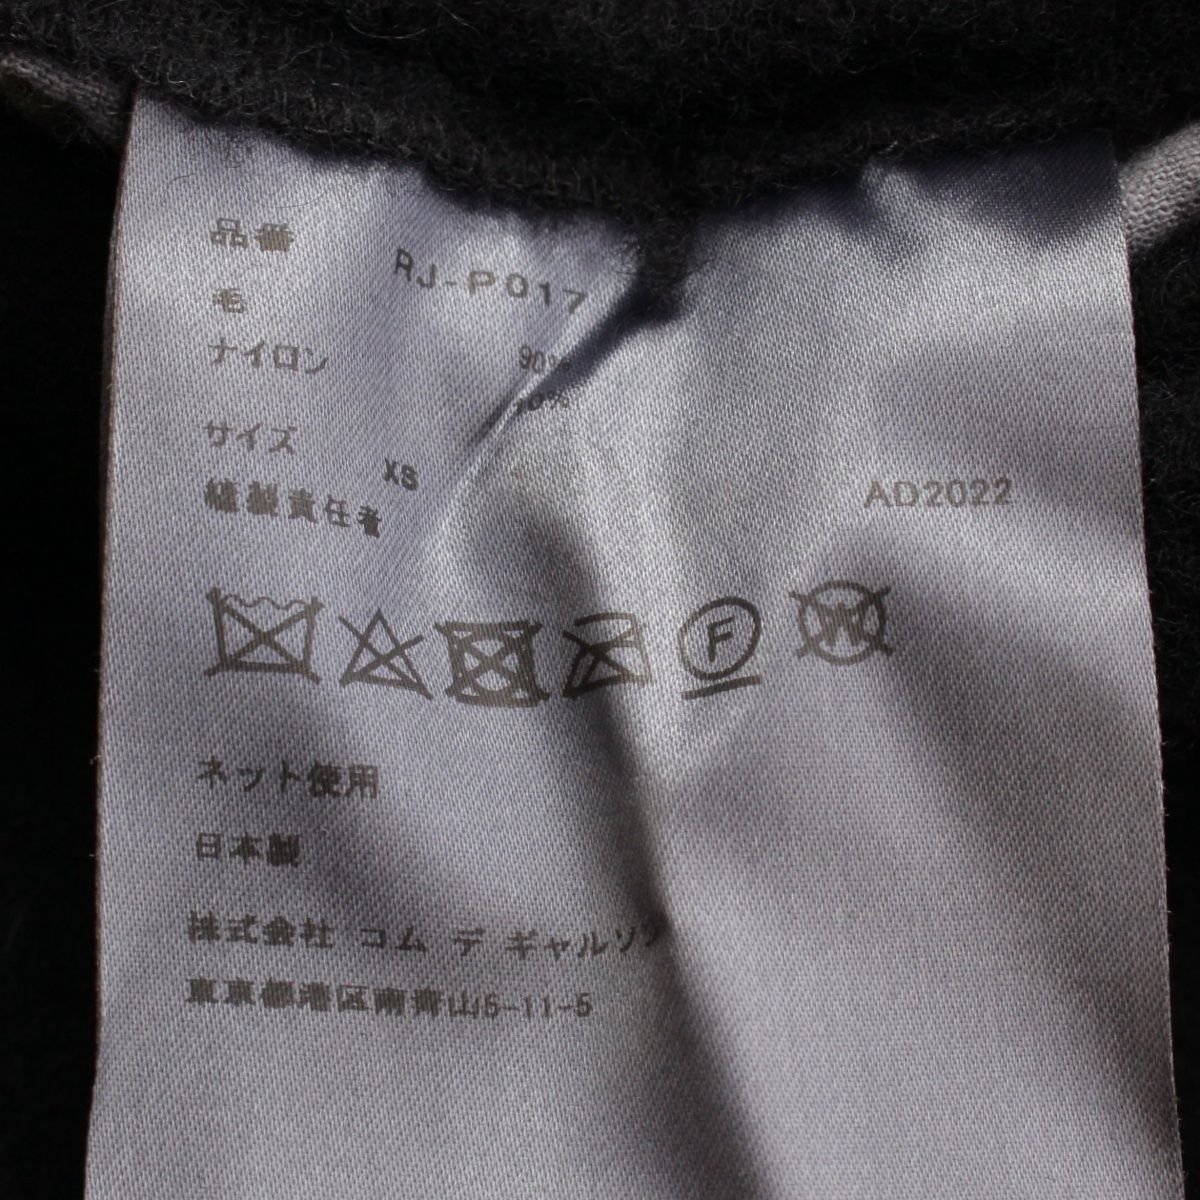 品番 RJ-P017
毛 90%
ナイロン 10%
サイズ XS
縫製責任者
AD2022
F
W
ネット使用
日本製
株式会社 コム デ ギャルソン
東京都港区南青山5-11-5